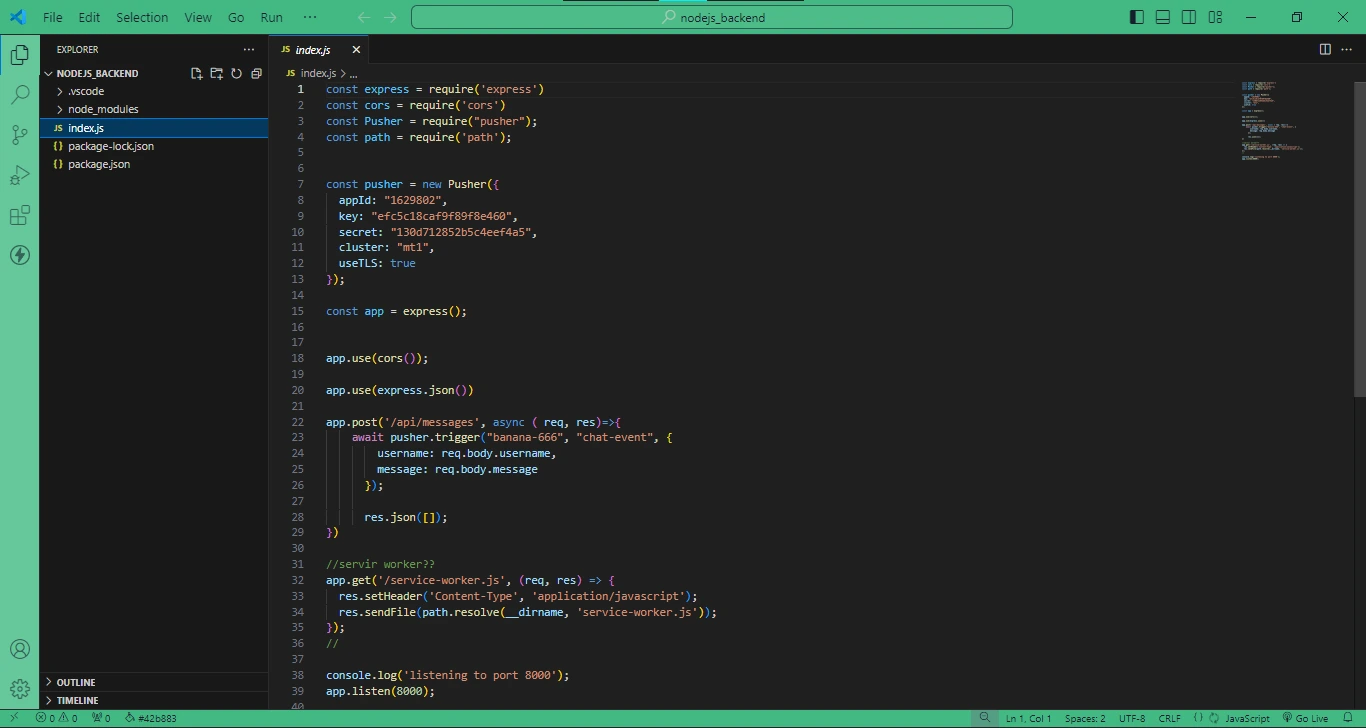 File Edit Selection View Go Run ···
nodejs_backend
EXPLORER ···
NODEJS_BACKEND
.vscode
node_modules
JS index.js
{} package-lock.json
{} package.json
OUTLINE
TIMELINE
JS index.js
JS index.js > ...
1 const express = require('express')
2 const cors = require('cors')
3 const Pusher = require("pusher");
4 const path = require('path');
5
6
7 const pusher = new Pusher({
8 appId: "1629802",
9 key: "efc5c18caf9f89f8e460",
10 secret: "130d712852b5c4eef4a5",
11 cluster: "mt1",
12 useTLS: true
13 });
14
15 const app = express();
16
17
18 app.use(cors());
19
20 app.use(express.json())
21
22 app.post('/api/messages', async ( req, res)=>{
23 await pusher.trigger("banana-666", "chat-event", {
24 username: req.body.username,
25 message: req.body.message
26 });
27
28 res.json([]);
29 })
30
31 //servir worker??
32 app.get('/service-worker.js', (req, res) => {
33 res.setHeader('Content-Type', 'application/javascript');
34 res.sendFile(path.resolve(__dirname, 'service-worker.js'));
35 });
36 //
37
38 console.log('listening to port 8000');
39 app.listen(8000);
40
0 0 0 #42b883 Ln 1, Col 1 Spaces: 2 UTF-8 CRLF {} JavaScript Go Live